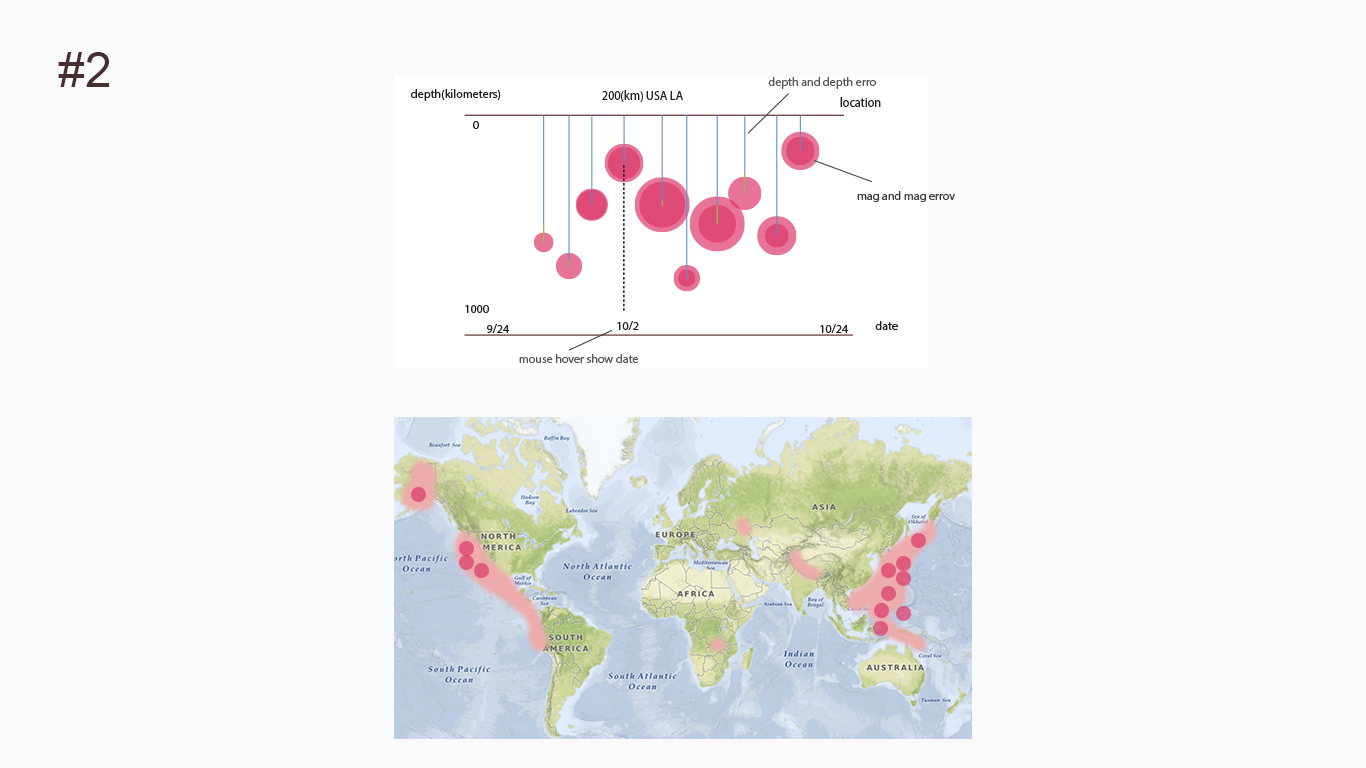 #2
depth and depth erro
depth(kilometers)
200(km) USA LA
location
0
mag and mag errov
1000
9/24
10/2
10/24
date
mouse hover show date
Beaufort Sea
Baffin Bay
Hudson
Bay
Labrador Sea
ASIA
Sea of
Okhotsk
NORTH
MERICA
EUROPE
orth Pacific
Ocean
North Atlantic
Ocean
Mediterranean
Sea
Gulf of
Mexico
Caribbean
Sea
AFRICA
Arabian Sea
Bay of
Bengal
SOUTH
AMERICA
South Pacific
Ocean
South Atlantic
Ocean
Indian
Ocean
Coral Sea
AUSTRALIA
Tasman Sea